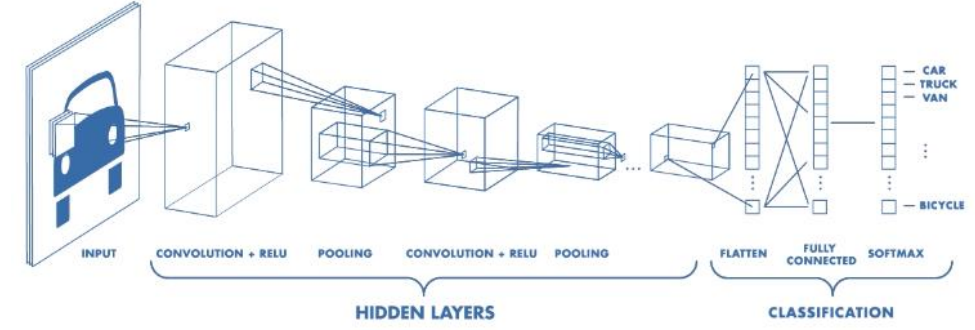 CAR
TRUCK
VAN
BICYCLE
INPUT
CONVOLUTION + RELU
POOLING
CONVOLUTION + RELU
POOLING
FLATTEN
FULLY
CONNECTED
SOFTMAX
HIDDEN LAYERS
CLASSIFICATION